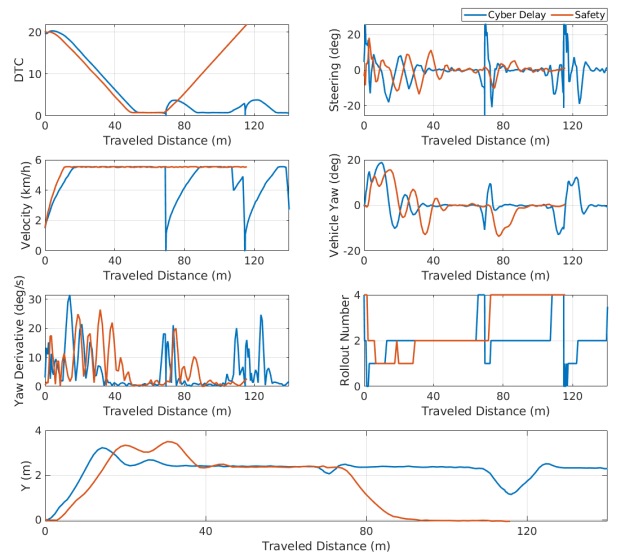 Cyber Delay Safety
20
10
0
DTC
0 40 80 120
Traveled Distance (m)
20
0
-20
Steering (deg)
0 40 80 120
Traveled Distance (m)
6
4
2
0
Velocity (km/h)
0 40 80 120
Traveled Distance (m)
20
0
-20
Vehicle Yaw (deg)
0 40 80 120
Traveled Distance (m)
30
20
10
0
Yaw Derivative (deg/s)
0 40 80 120
Traveled Distance (m)
4
2
0
Rollout Number
0 40 80 120
Traveled Distance (m)
4
2
0
Y (m)
0 40 80 120
Traveled Distance (m)